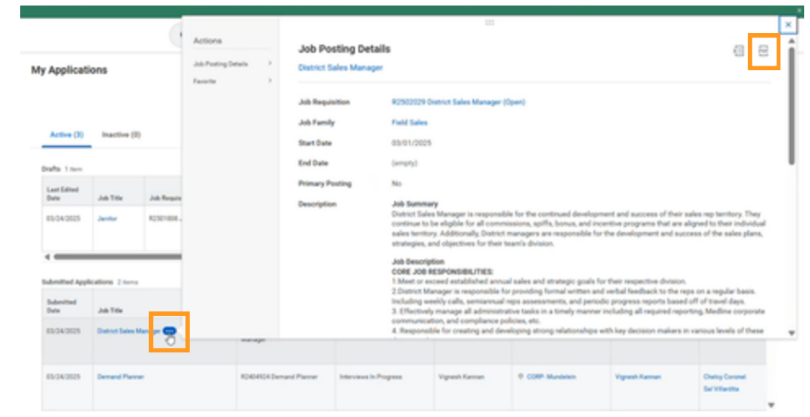 My Applications
Active (3)
Inactive (0)
Drafts 1 item
Last Edited Date
Job Title
Job Requis
03/24/2025
Janitor
R2501808
Submitted Applications 2 items
Submitted Date
Job Title
03/24/2025
District Sales Manager
Manager
03/24/2025
Demand Planner
R2404924 Demand Planner
Interviews In Progress
Vignesh Kannan
CORP- Mundelein
Vignesh Kannan
Chelsy Coronel
Sal Villardita
Actions
Job Posting Details
Favorite
Job Posting Details
District Sales Manager
Job Requisition
R2502029 District Sales Manager (Open)
Job Family
Field Sales
Start Date
03/01/2025
End Date
(empty)
Primary Posting
No
Description
Job Summary
District Sales Manager is responsible for the continued development and success of their sales rep territory. They
continue to be eligible for all commissions, spiffs, bonus, and incentive programs that are aligned to their individual
sales territory. Additionally, District managers are responsible for the development and success of the sales plans,
strategies, and objectives for their team's division.
Job Description
CORE JOB RESPONSIBILITIES:
1.Meet or exceed established annual sales and strategic goals for their respective division.
2.District Manager is responsible for providing formal written and verbal feedback to the reps on a regular basis.
Including weekly calls, semiannual reps assessments, and periodic progress reports based off of travel days.
3. Effectively manage all administrative tasks in a timely manner including all required reporting, Medline corporate
communication, and compliance policies, etc.
4. Responsible for creating and developing strong relationships with key decision makers in various levels of these